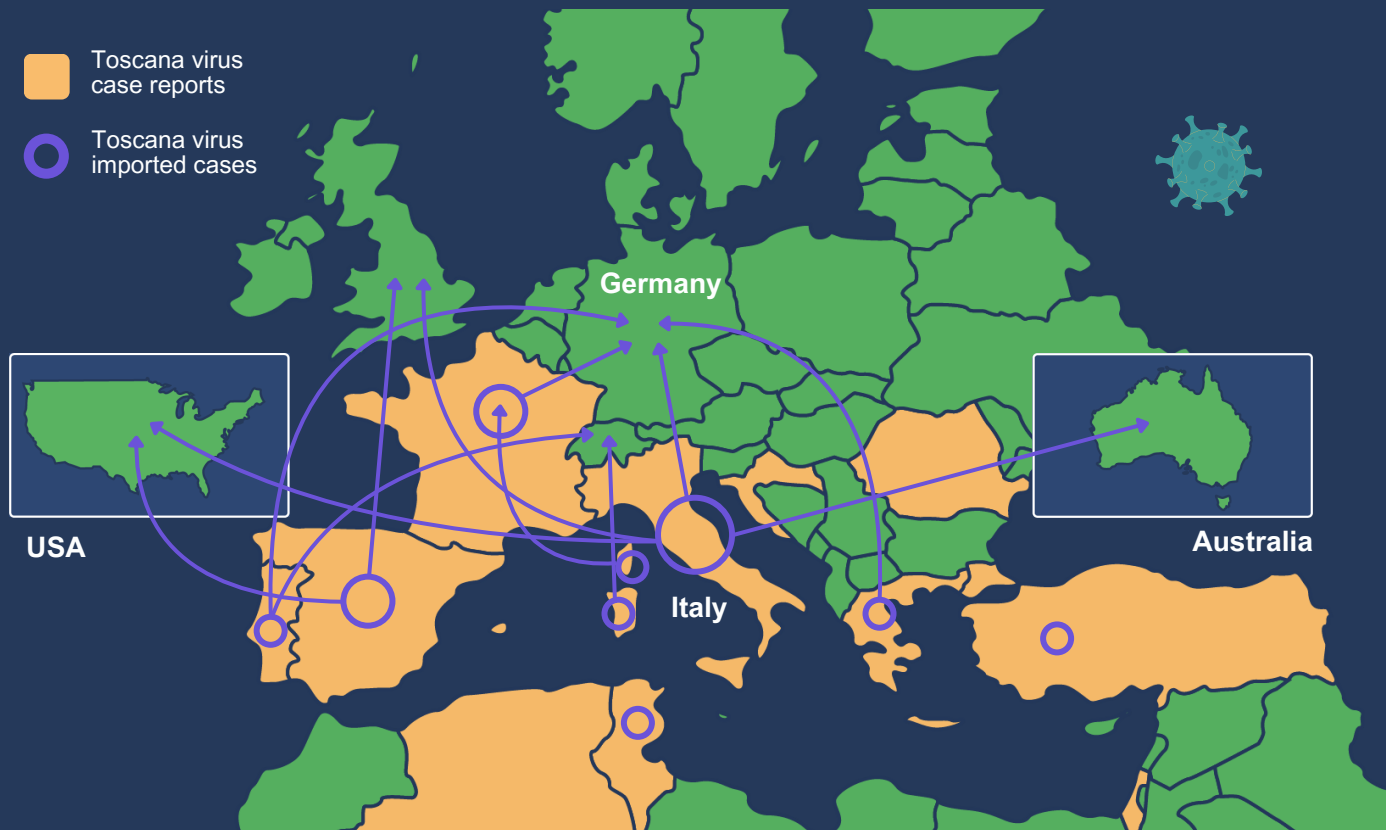 Toscana virus
case reports
Toscana virus
imported cases
Germany
USA
Australia
Italy